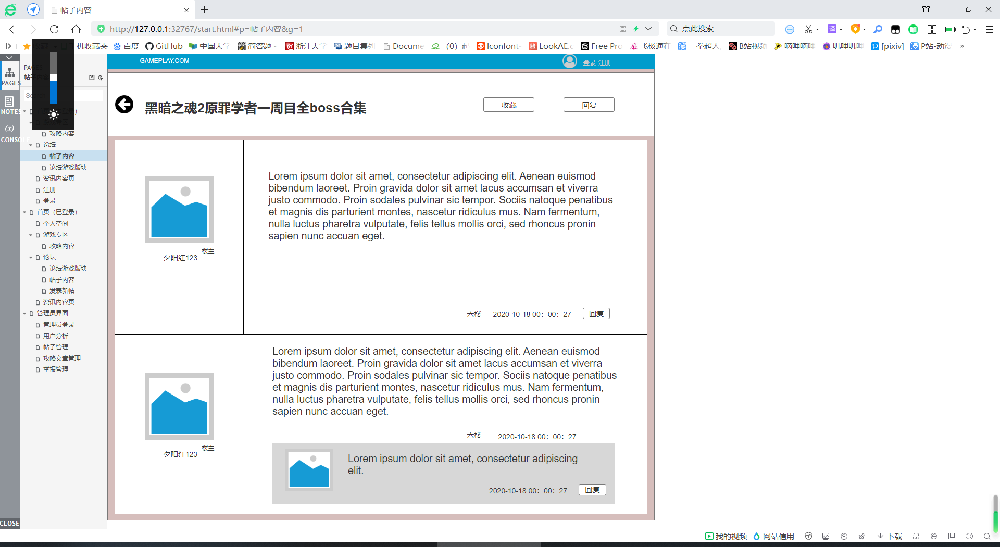 帖子内容
http://127.0.0.1:32767/start.html#p=帖子内容&g=1
点此搜索
译
手机收藏夹
百度
GitHub
中国大学
简答题 -
浙江大学
题目集列
Docume
(0) 起
Iconfont-
LookAE.c
Free Pro
飞极速在
一拳超人
B站视频
嘀哩嘀哩
叽哩叽哩
[pixiv]
P站-动漫
»
PAGES
NOTES
(x)
CONSOLE
CLOSE
攻略内容
论坛
帖子内容
论坛游戏版块
资讯内容页
注册
登录
首页（已登录）
个人空间
游戏专区
攻略内容
论坛
论坛游戏版块
帖子内容
发表新帖
资讯内容页
管理员界面
管理员登录
用户分析
帖子管理
攻略文章管理
举报管理
GAMEPLAY.COM
登录 注册
黑暗之魂2原罪学者一周目全boss合集
收藏
回复
Lorem ipsum dolor sit amet, consectetur adipiscing elit. Aenean euismod
bibendum laoreet. Proin gravida dolor sit amet lacus accumsan et viverra
justo commodo. Proin sodales pulvinar sic tempor. Sociis natoque penatibus
et magnis dis parturient montes, nascetur ridiculus mus. Nam fermentum,
nulla luctus pharetra vulputate, felis tellus mollis orci, sed rhoncus pronin
sapien nunc accuan eget.
楼主
夕阳红123
六楼
2020-10-18 00：00：27
回复
Lorem ipsum dolor sit amet, consectetur adipiscing elit. Aenean euismod
bibendum laoreet. Proin gravida dolor sit amet lacus accumsan et viverra
justo commodo. Proin sodales pulvinar sic tempor. Sociis natoque penatibus
et magnis dis parturient montes, nascetur ridiculus mus. Nam fermentum,
nulla luctus pharetra vulputate, felis tellus mollis orci, sed rhoncus pronin
sapien nunc accuan eget.
楼主
夕阳红123
六楼
2020-10-18 00：00：27
Lorem ipsum dolor sit amet, consectetur adipiscing
elit.
2020-10-18 00：00：27
回复
我的视频
网站信用
下载